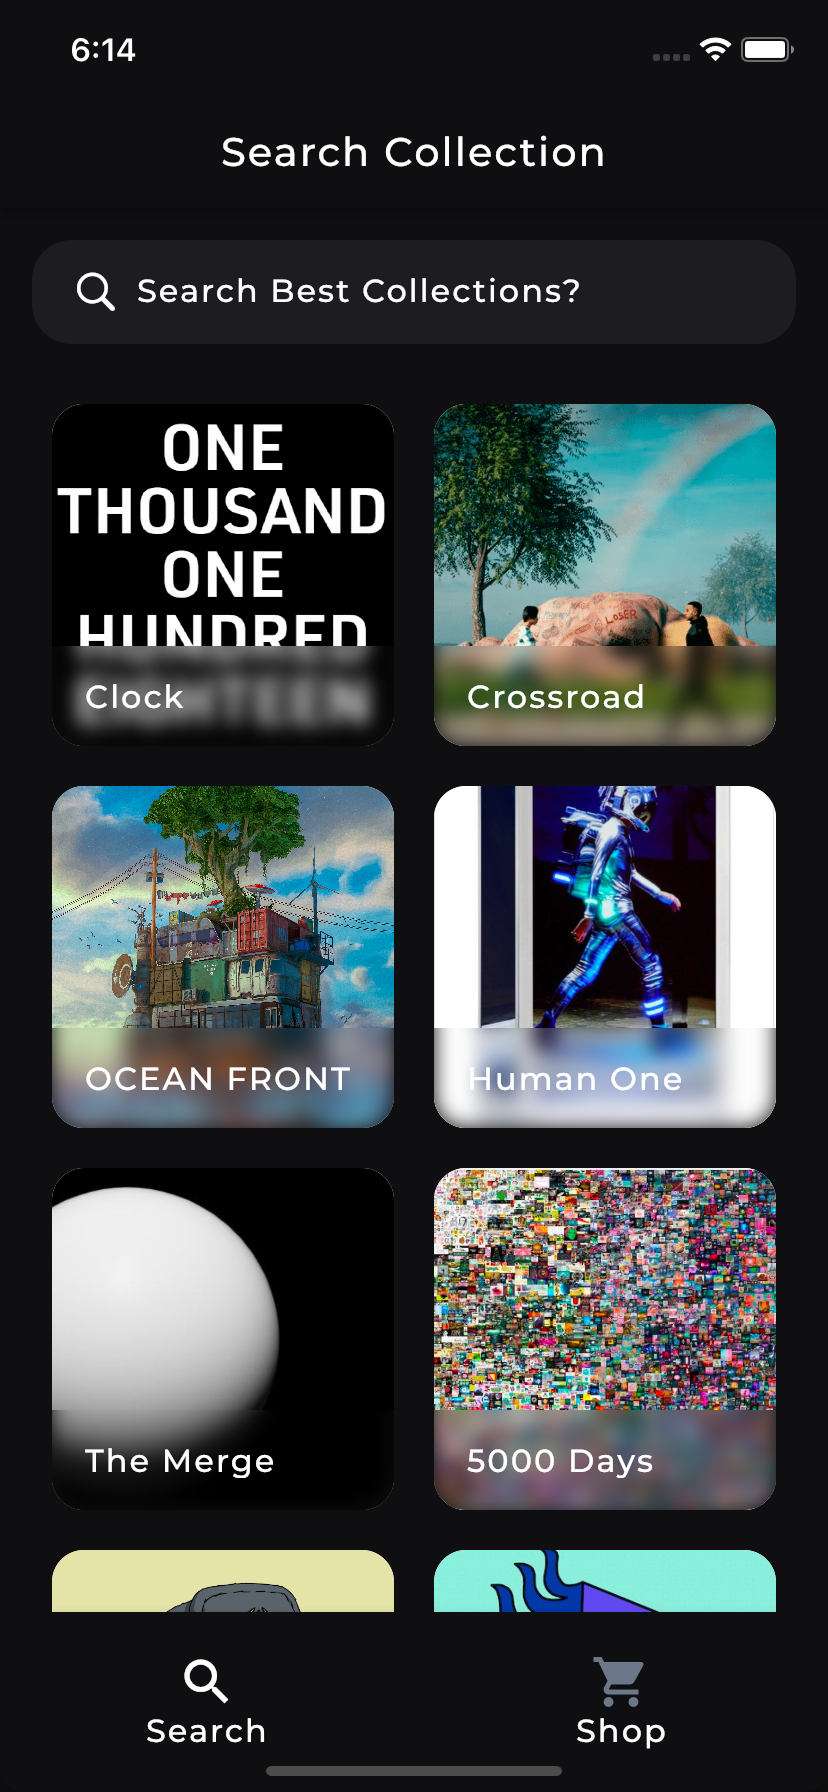 6:14
Search Collection
Search Best Collections?
ONE
THOUSAND
ONE
HUNDRED
EIGHTEEN
Clock
LOSER
Crossroad
OCEAN FRONT
Human One
The Merge
5000 Days
Search
Shop